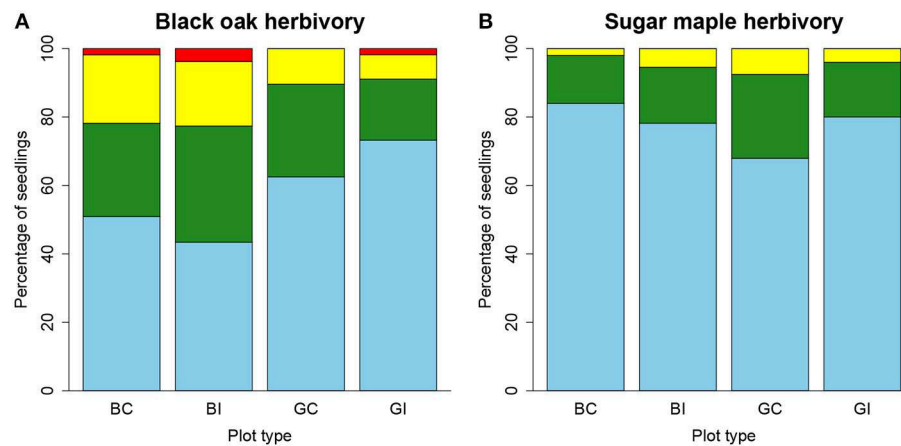 A Black oak herbivory
Percentage of seedlings
100
80
60
40
20
0
BC BI GC GI
Plot type
B Sugar maple herbivory
Percentage of seedlings
100
80
60
40
20
0
BC BI GC GI
Plot type